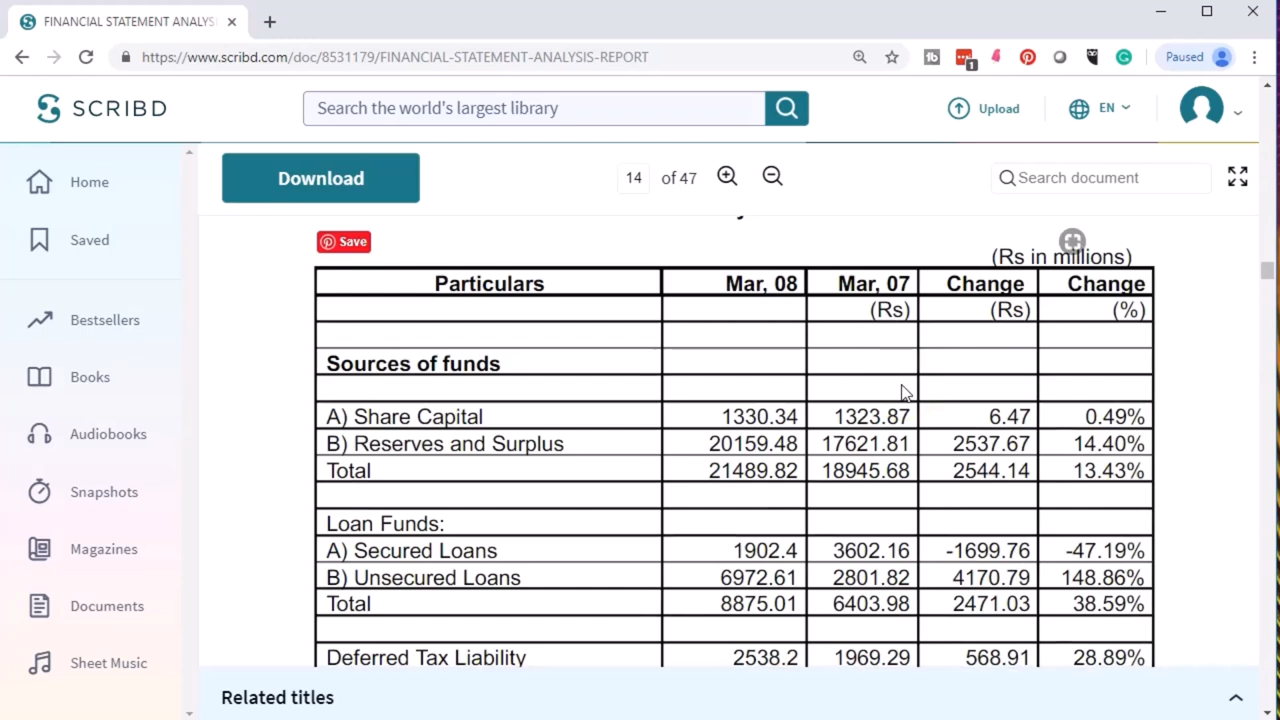 FINANCIAL STATEMENT ANALYS
https://www.scribd.com/doc/8531179/FINANCIAL-STATEMENT-ANALYSIS-REPORT
1
Paused
SCRIBD
Search the world's largest library
Upload
EN
Home
Saved
Bestsellers
Books
Audiobooks
Snapshots
Magazines
Documents
Sheet Music
Download
14 of 47
Search document
Save
(Rs in millions)
Particulars Mar, 08 Mar, 07 Change Change
(Rs) (Rs) (%)
Sources of funds
A) Share Capital 1330.34 1323.87 6.47 0.49%
B) Reserves and Surplus 20159.48 17621.81 2537.67 14.40%
Total 21489.82 18945.68 2544.14 13.43%
Loan Funds:
A) Secured Loans 1902.4 3602.16 -1699.76 -47.19%
B) Unsecured Loans 6972.61 2801.82 4170.79 148.86%
Total 8875.01 6403.98 2471.03 38.59%
Deferred Tax Liability 2538.2 1969.29 568.91 28.89%
Related titles